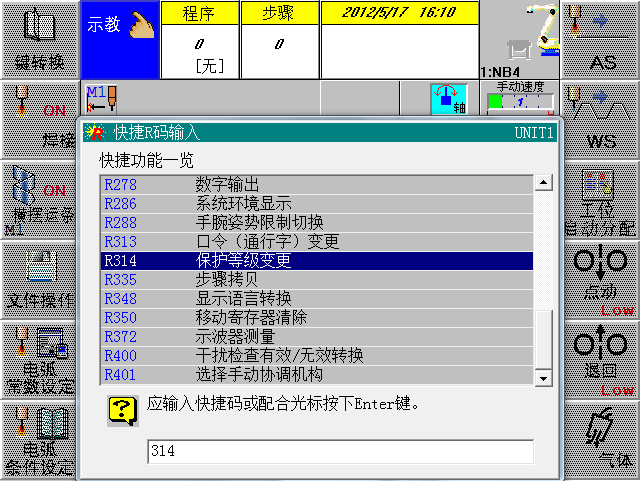 键转换
示教
程序
0
[无]
步骤
0
2012/5/17 16:10
1:NB4
AS
M1
轴
手动速度
1
ON
焊接
WS
快捷R码输入
UNIT1
快捷功能一览
R278 数字输出
R286 系统环境显示
R288 手腕姿势限制切换
R313 口令（通行字）变更
R314 保护等级变更
R335 步骤拷贝
R348 显示语言转换
R350 移动寄存器清除
R372 示波器测量
R400 干扰检查有效/无效转换
R401 选择手动协调机构
应输入快捷码或配合光标按下Enter键。
314
ON
横摆运条
M1
文件操作
电弧
常数设定
电弧
条件设定
工位
自动分配
点动
Low
退回
Low
气体